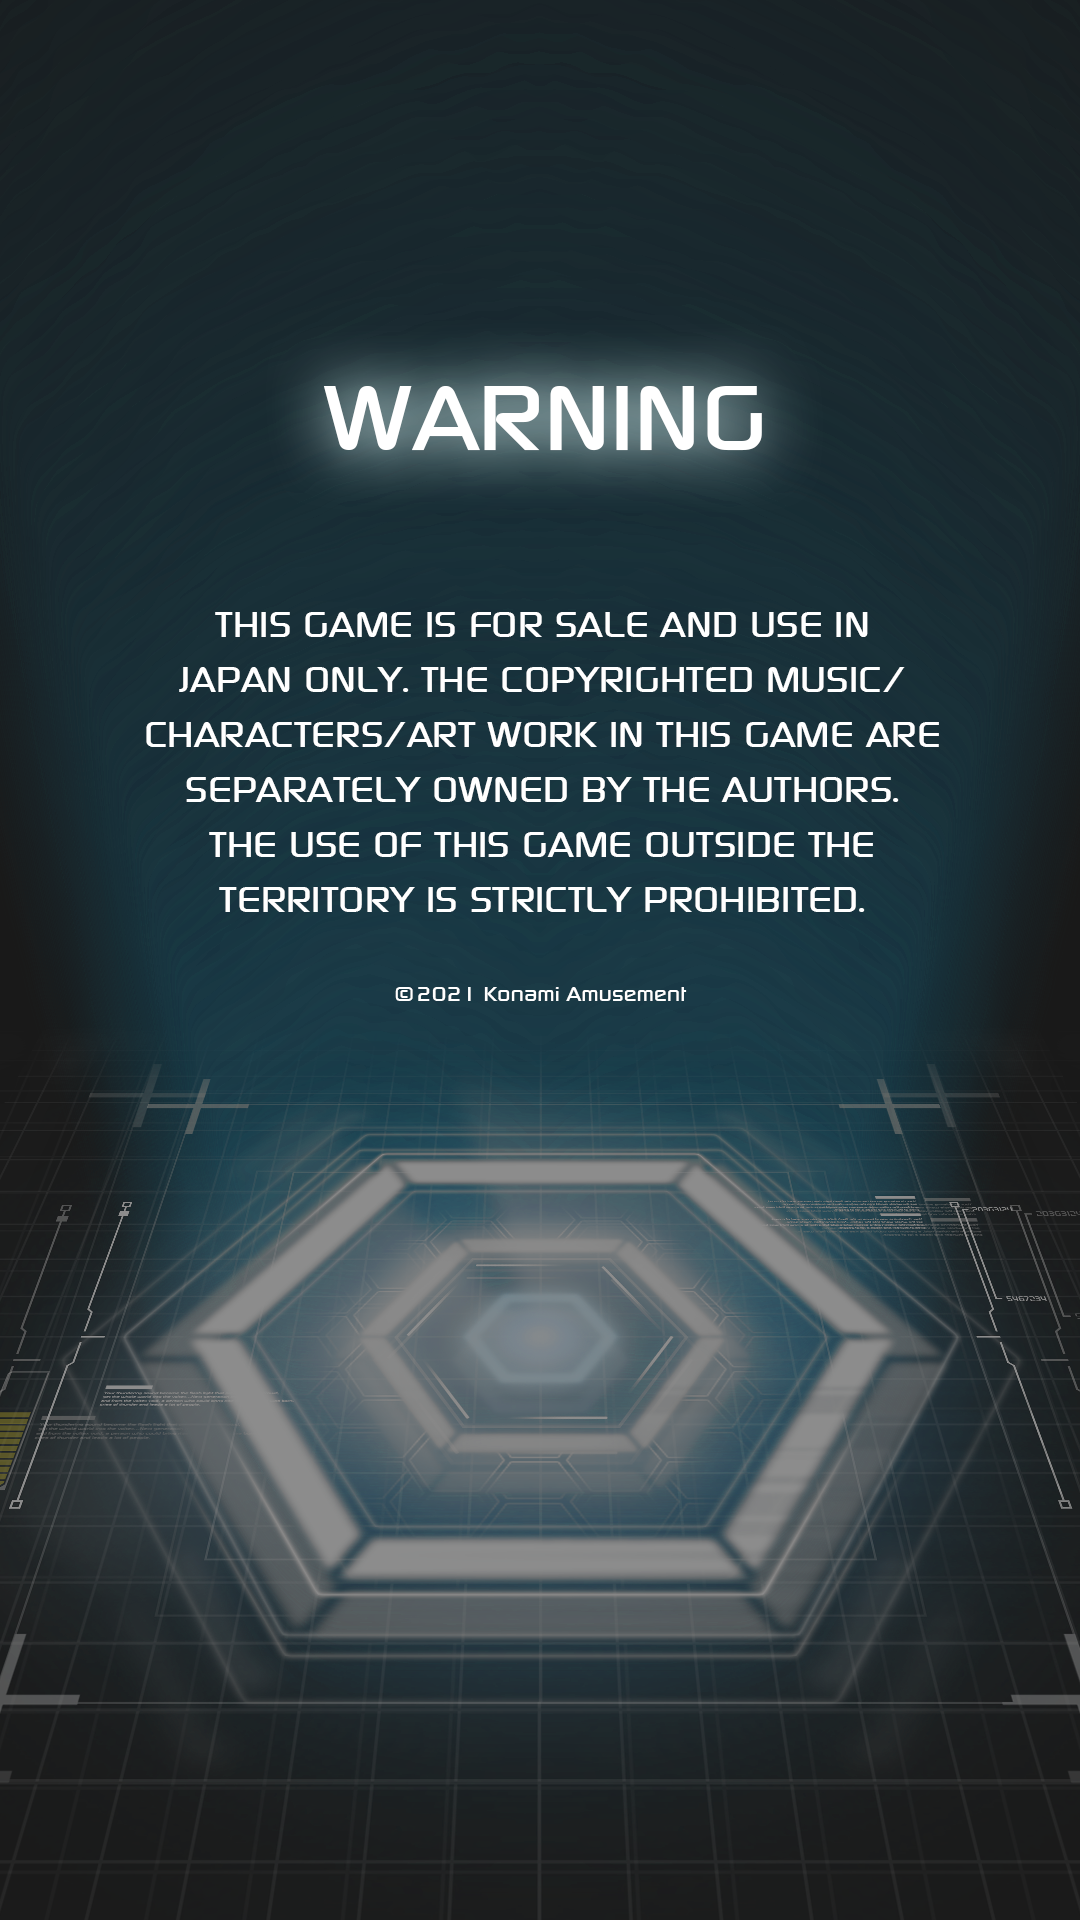 WARNING
THIS GAME IS FOR SALE AND USE IN
JAPAN ONLY. THE COPYRIGHTED MUSIC/
CHARACTERS/ART WORK IN THIS GAME ARE
SEPARATELY OWNED BY THE AUTHORS.
THE USE OF THIS GAME OUTSIDE THE
TERRITORY IS STRICTLY PROHIBITED.
©2021 Konami Amusement
5467234